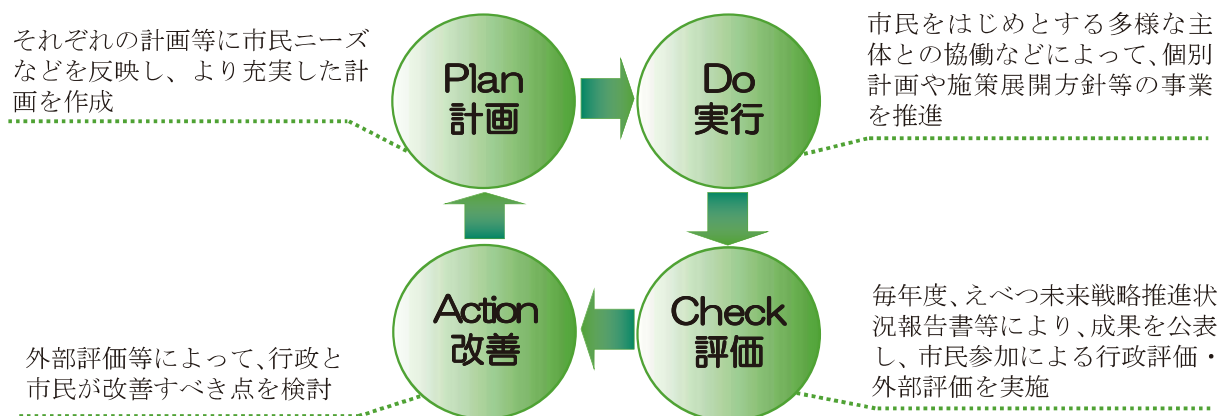 それぞれの計画等に市民ニーズ
などを反映し、より充実した計
画を作成
Plan
計画
Do
実行
市民をはじめとする多様な主
体との協働などによって、個別
計画や施策展開方針等の事業
を推進
外部評価等によって、行政と
市民が改善すべき点を検討
Action
改善
Check
評価
毎年度、えべつ未来戦略推進状
況報告書等により、成果を公表
し、市民参加による行政評価・
外部評価を実施